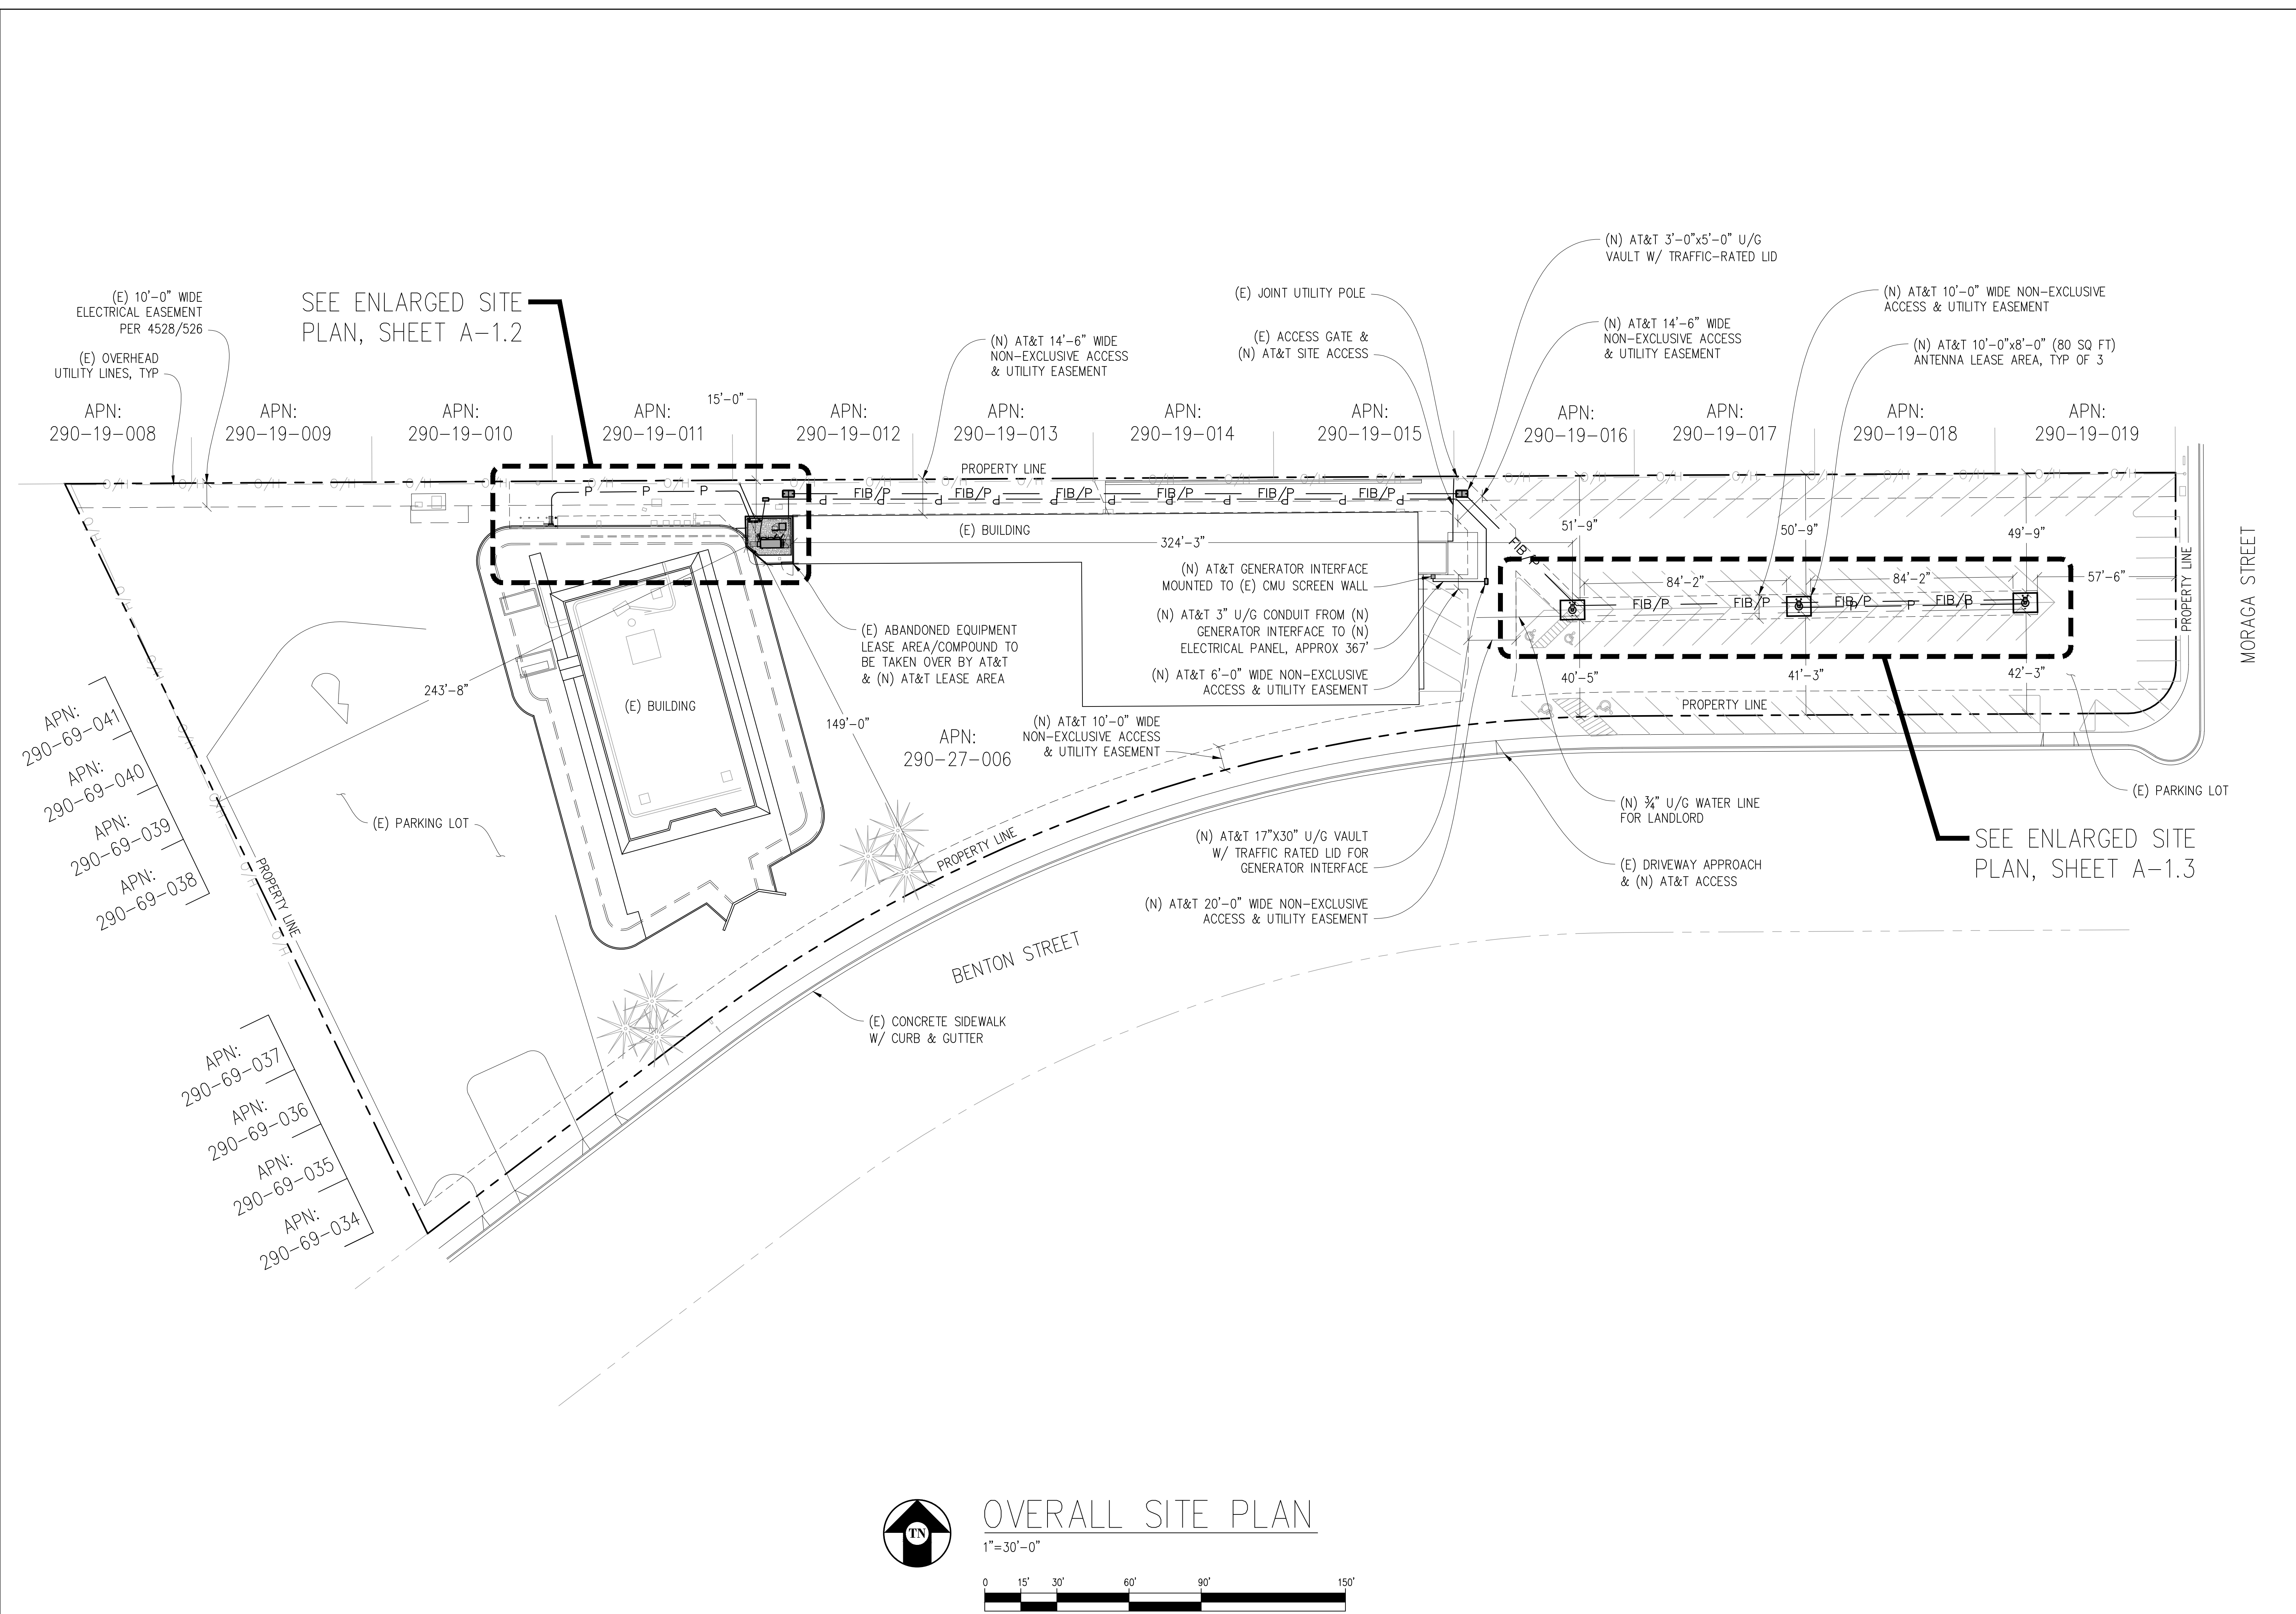 (N) AT&T 3'-0"x5'-0" U/G
VAULT W/ TRAFFIC-RATED LID
(E) 10'-0" WIDE
ELECTRICAL EASEMENT
PER 4528/526
(E) OVERHEAD
UTILITY LINES, TYP
SEE ENLARGED SITE
PLAN, SHEET A-1.2
(N) AT&T 14'-6" WIDE
NON-EXCLUSIVE ACCESS
& UTILITY EASEMENT
(E) JOINT UTILITY POLE
(E) ACCESS GATE &
(N) AT&T SITE ACCESS
(N) AT&T 14'-6" WIDE
NON-EXCLUSIVE ACCESS
& UTILITY EASEMENT
(N) AT&T 10'-0" WIDE NON-EXCLUSIVE
ACCESS & UTILITY EASEMENT
(N) AT&T 10'-0"x8'-0" (80 SQ FT)
ANTENNA LEASE AREA, TYP OF 3
APN:
290-19-008
APN:
290-19-009
APN:
290-19-010
APN:
290-19-011
15'-0"
APN:
290-19-012
APN:
290-19-013
APN:
290-19-014
APN:
290-19-015
APN:
290-19-016
APN:
290-19-017
APN:
290-19-018
APN:
290-19-019
PROPERTY LINE
O/H O/H O/H O/H O/H O/H O/H O/H O/H O/H O/H O/H O/H O/H O/H O/H O/H O/H
P P P
FIB/P FIB/P FIB/P FIB/P FIB/P FIB/P
P P P P P P P P P P P
(E) BUILDING
324'-3"
51'-9"
50'-9"
49'-9"
FIB/P
84'-2"
84'-2"
57'-6"
FIB/P FIB/P FIB/P P FIB/P
40'-5"
41'-3"
42'-3"
PROPERTY LINE
PROPERTY LINE
MORAGA STREET
(N) AT&T GENERATOR INTERFACE
MOUNTED TO (E) CMU SCREEN WALL
(N) AT&T 3" U/G CONDUIT FROM (N)
GENERATOR INTERFACE TO (N)
ELECTRICAL PANEL, APPROX 367'
(N) AT&T 6'-0" WIDE NON-EXCLUSIVE
ACCESS & UTILITY EASEMENT
(E) ABANDONED EQUIPMENT
LEASE AREA/COMPOUND TO
BE TAKEN OVER BY AT&T
& (N) AT&T LEASE AREA
243'-8"
(E) BUILDING
149'-0"
APN:
290-27-006
(N) AT&T 10'-0" WIDE
NON-EXCLUSIVE ACCESS
& UTILITY EASEMENT
(E) PARKING LOT
PROPERTY LINE
PROPERTY LINE
O/H O/H O/H O/H O/H O/H O/H
APN:
290-69-041
APN:
290-69-040
APN:
290-69-039
APN:
290-69-038
(N) AT&T 17"X30" U/G VAULT
W/ TRAFFIC RATED LID FOR
GENERATOR INTERFACE
(N) AT&T 20'-0" WIDE NON-EXCLUSIVE
ACCESS & UTILITY EASEMENT
(N) ¾" U/G WATER LINE
FOR LANDLORD
(E) DRIVEWAY APPROACH
& (N) AT&T ACCESS
(E) PARKING LOT
SEE ENLARGED SITE
PLAN, SHEET A-1.3
BENTON STREET
(E) CONCRETE SIDEWALK
W/ CURB & GUTTER
APN:
290-69-037
APN:
290-69-036
APN:
290-69-035
APN:
290-69-034
TN
OVERALL SITE PLAN
1"=30'-0"
0 15' 30' 60' 90' 150'